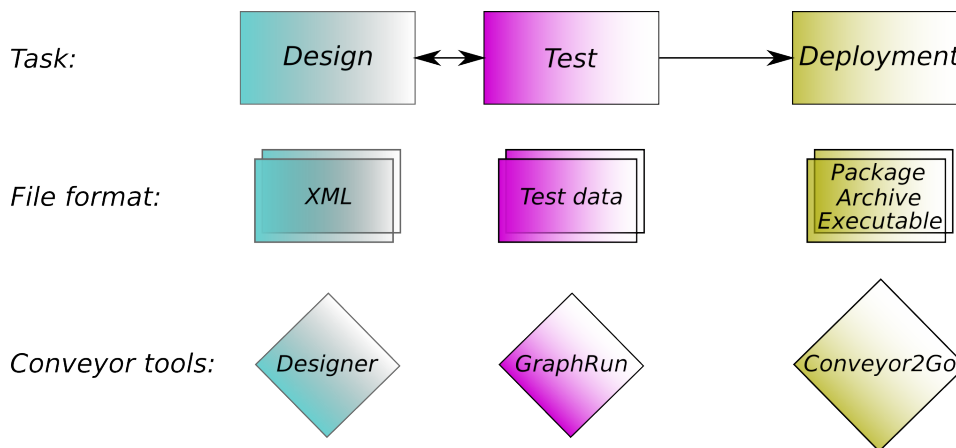 Task:
Design
Test
Deployment
File format:
XML
Test data
Package
Archive
Executable
Conveyor tools:
Designer
GraphRun
Conveyor2Go